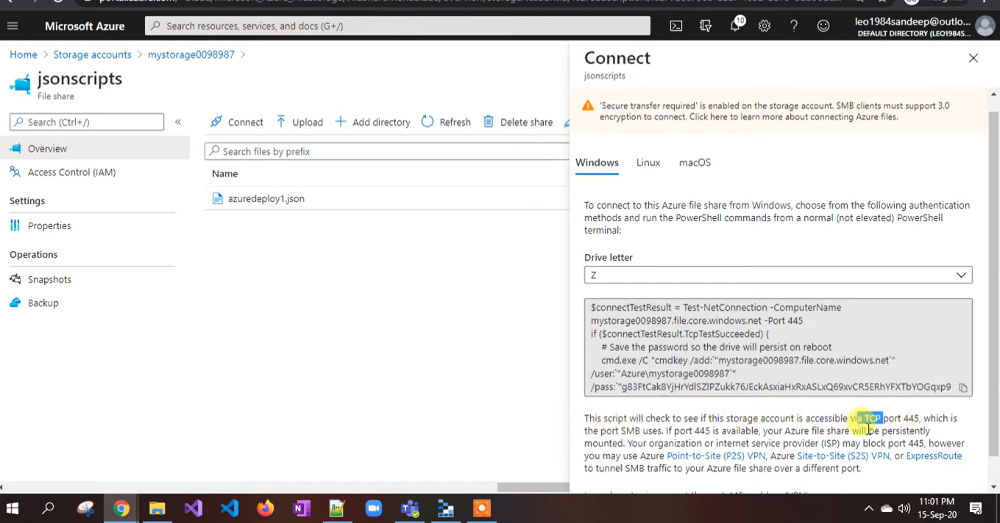 Microsoft Azure
Search resources, services, and docs (G+/)
10
leo1984sandeep@outlo...
DEFAULT DIRECTORY (LEO1984S...
Home > Storage accounts > mystorage0098987 >
jsonscripts
File share
Search (Ctrl+/)
«
Overview
Access Control (IAM)
Settings
Properties
Operations
Snapshots
Backup
Connect
Upload
Add directory
Refresh
Delete share
Search files by prefix
Name
azuredeploy1.json
Connect
jsonscripts
'Secure transfer required' is enabled on the storage account. SMB clients must support 3.0
encryption to connect. Click here to learn more about connecting Azure files.
Windows Linux macOS
To connect to this Azure file share from Windows, choose from the following authentication
methods and run the PowerShell commands from a normal (not elevated) PowerShell
terminal:
Drive letter
Z
$connectTestResult = Test-NetConnection -ComputerName
mystorage0098987.file.core.windows.net -Port 445
if ($connectTestResult.TcpTestSucceeded) {
# Save the password so the drive will persist on reboot
cmd.exe /C "cmdkey /add:`"mystorage0098987.file.core.windows.net`"
/user:`"Azure\mystorage0098987`"
/pass:`"g83FtCak8YjHrYdlSZlPZukk76JEckAsxiaHxRxASLxQ69xvCR5ERhYFXTbYOGqxp9
This script will check to see if this storage account is accessible via TCP port 445, which is
the port SMB uses. If port 445 is available, your Azure file share will be persistently
mounted. Your organization or internet service provider (ISP) may block port 445, however
you may use Azure Point-to-Site (P2S) VPN, Azure Site-to-Site (S2S) VPN, or ExpressRoute
to tunnel SMB traffic to your Azure file share over a different port.
11:01 PM
15-Sep-20